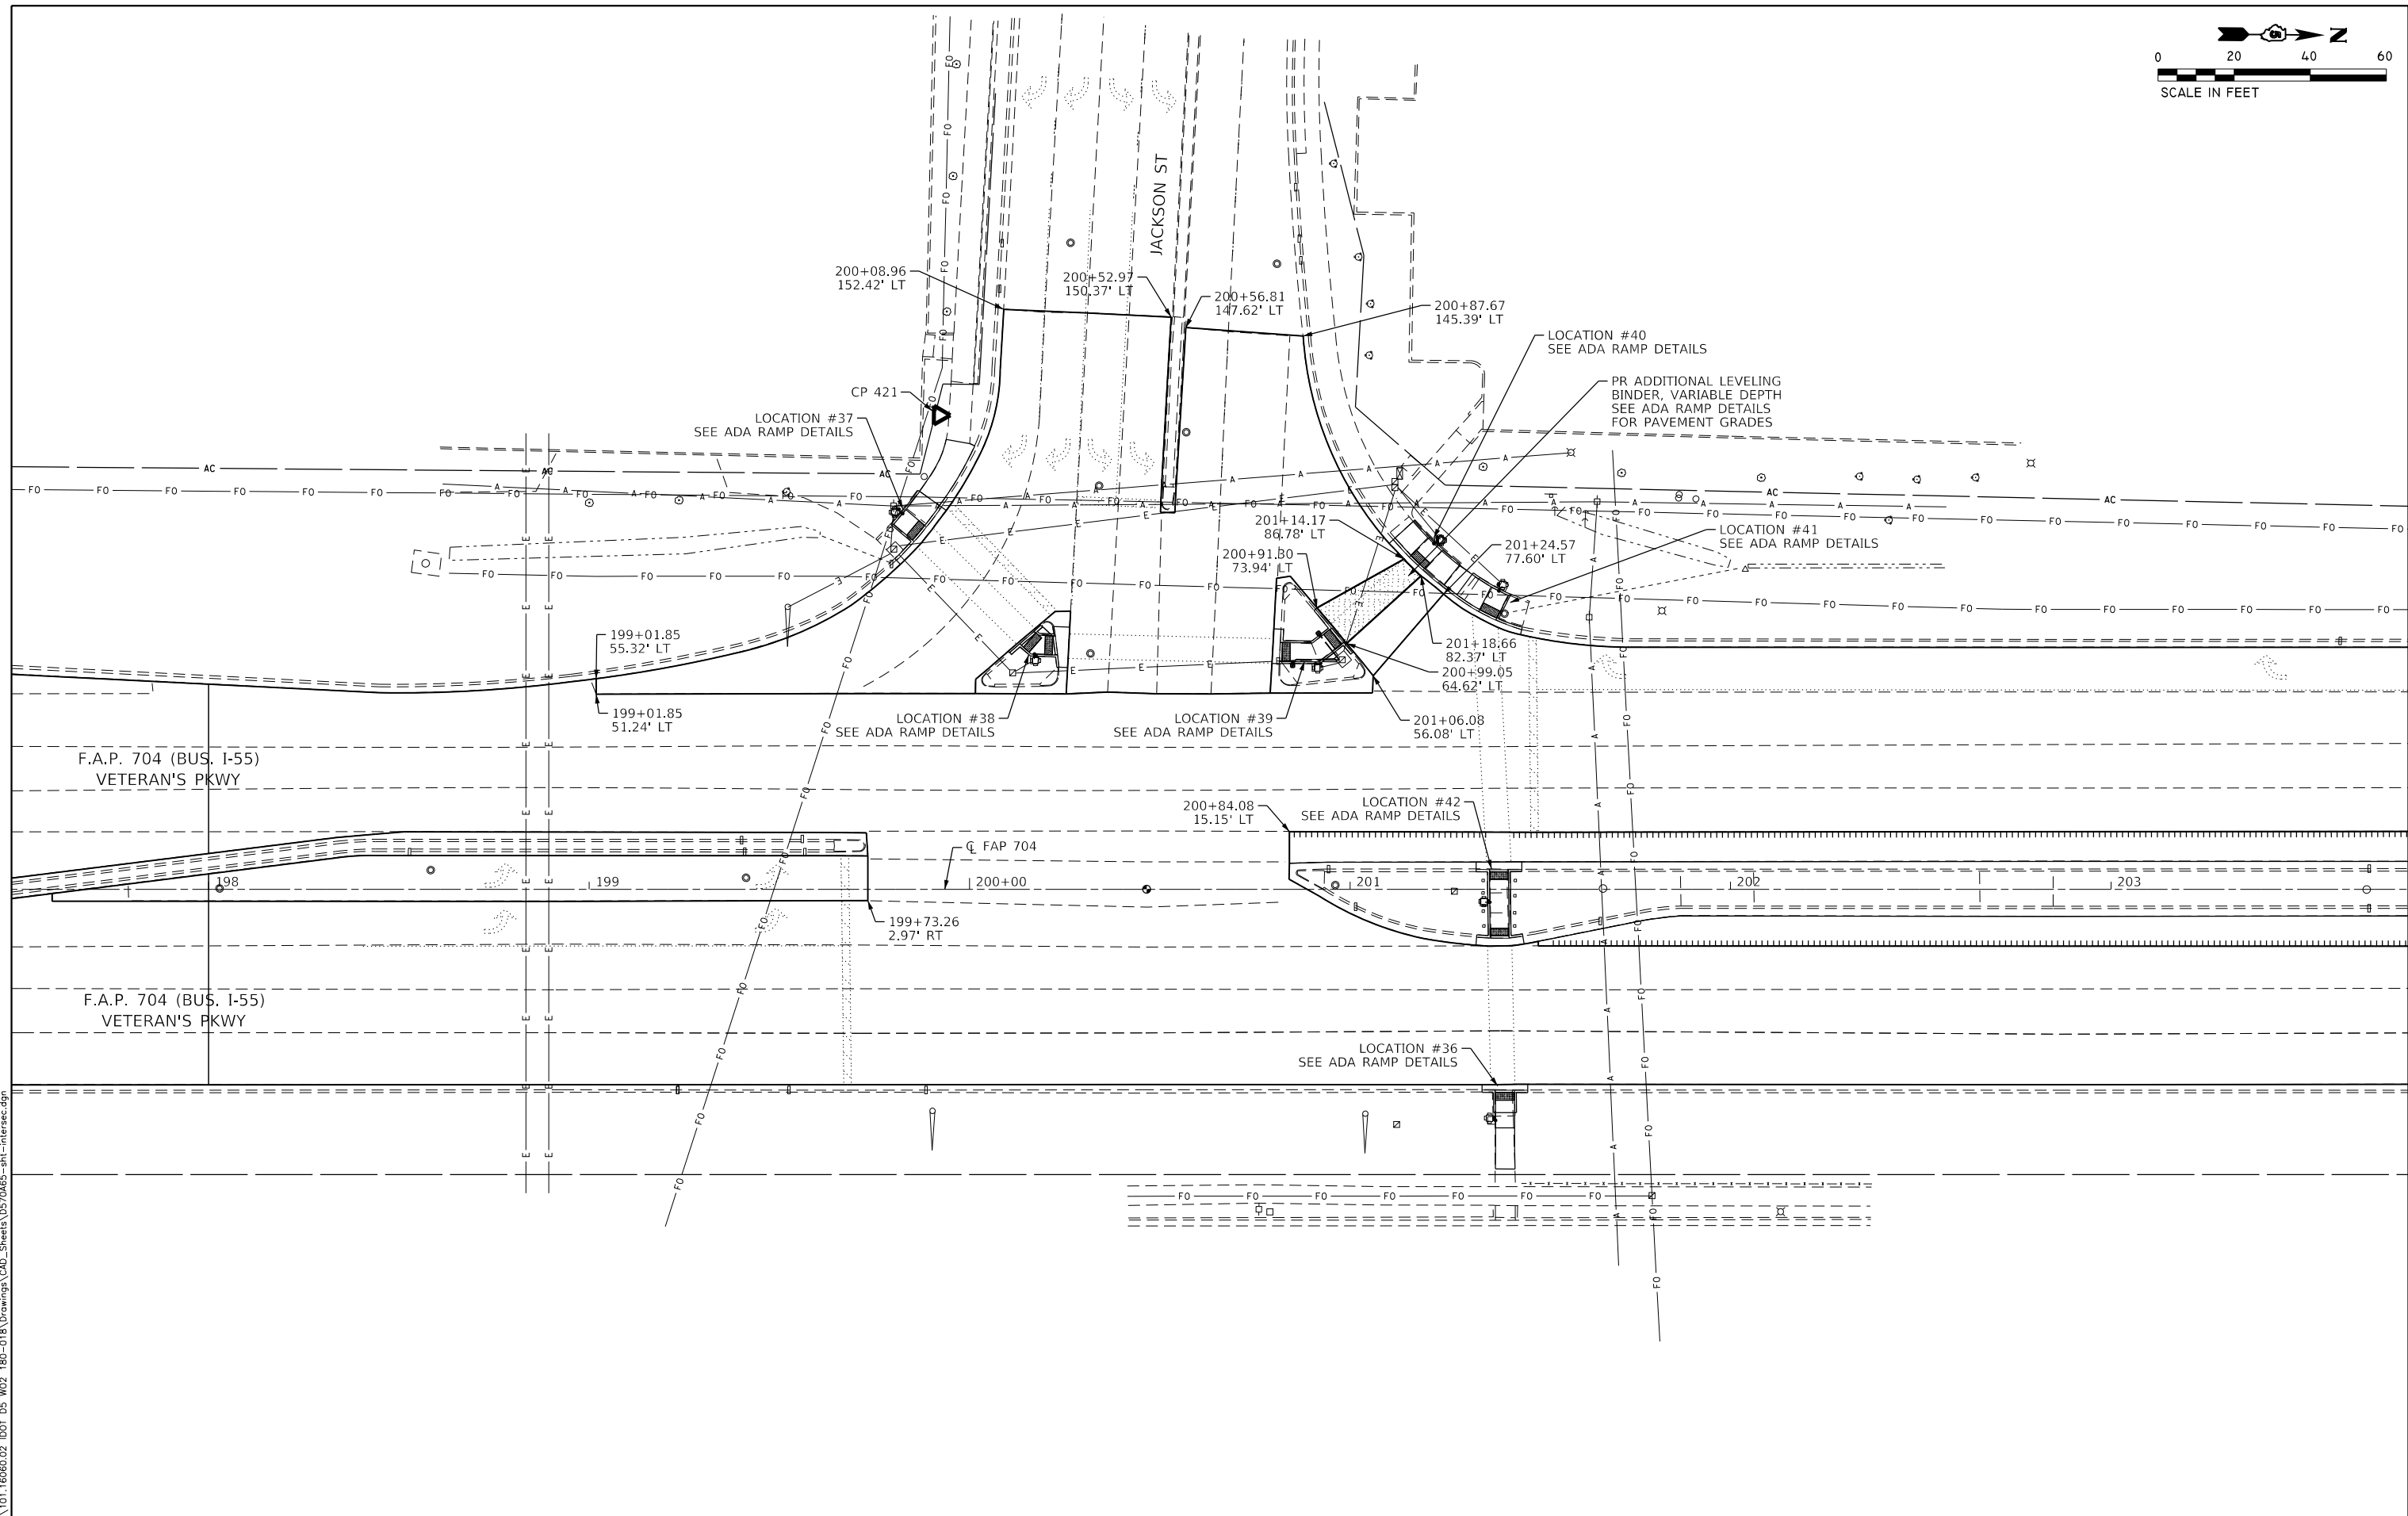 N
0 20 40 60
SCALE IN FEET
JACKSON ST
200+08.96
152.42' LT
200+52.97
150.37' LT
200+56.81
147.62' LT
200+87.67
145.39' LT
LOCATION #40
SEE ADA RAMP DETAILS
PR ADDITIONAL LEVELING
BINDER, VARIABLE DEPTH
SEE ADA RAMP DETAILS
FOR PAVEMENT GRADES
CP 421
LOCATION #37
SEE ADA RAMP DETAILS
201+14.17
86.78' LT
200+91.30
73.94' LT
201+24.57
77.60' LT
LOCATION #41
SEE ADA RAMP DETAILS
199+01.85
55.32' LT
199+01.85
51.24' LT
201+18.66
82.37' LT
200+99.05
64.62' LT
201+06.08
56.08' LT
LOCATION #38
SEE ADA RAMP DETAILS
LOCATION #39
SEE ADA RAMP DETAILS
F.A.P. 704 (BUS. I-55)
VETERAN'S PKWY
200+84.08
15.15' LT
LOCATION #42
SEE ADA RAMP DETAILS
℄ FAP 704
198 199 200+00 201 202 203
199+73.26
2.97' RT
F.A.P. 704 (BUS. I-55)
VETERAN'S PKWY
LOCATION #36
SEE ADA RAMP DETAILS